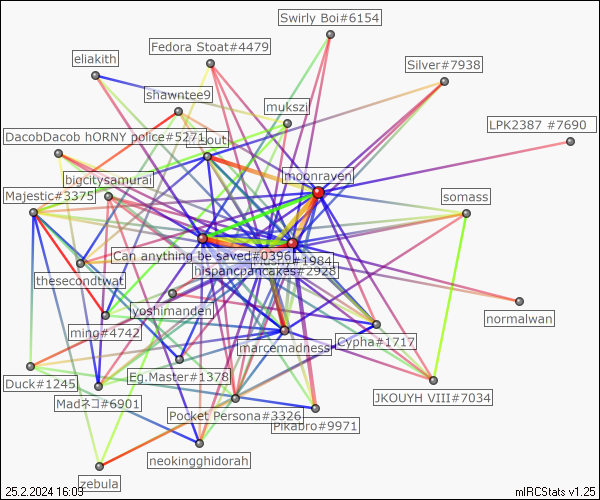 Swirly Boi#6154
Fedora Stoat#4479
eliakith
Silver#7938
shawntee9
mukszi
LPK2387 #7690
DacobDacob hORNY police#5271
moonraven
bigcitysamurai
Majestic#3375
somass
Can anything be saved#0396
#1984
hispancpancakes#2928
thesecondtwat
yoshimanden
normalwan
ming#4742
marcemadness
Cypha#1717
Eg.Master#1378
Duck#1245
JKOUYH VIII#7034
Madネコ#6901
Pocket Persona#3326
Pikabro#9971
neokingghidorah
zebula
25.2.2024 16:03
mIRCStats v1.25